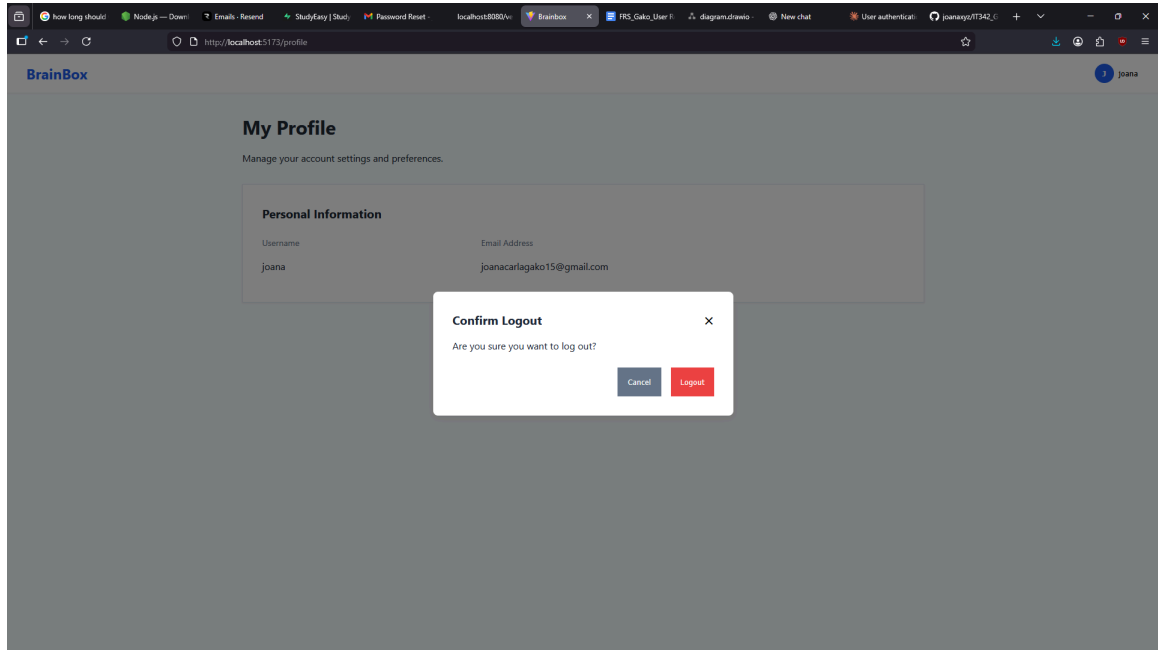 how long should
Node.js — Downl
Emails · Resend
StudyEasy | Study
Password Reset -
localhost:8080/ve
Brainbox
FRS_Gako_User R
diagram.drawio -
New chat
User authenticati
joanaxyz/IT342_G
http://localhost:5173/profile
BrainBox
J joana
My Profile
Manage your account settings and preferences.
Personal Information
Username Email Address
joana joanacarlagako15@gmail.com
Confirm Logout
Are you sure you want to log out?
Cancel Logout